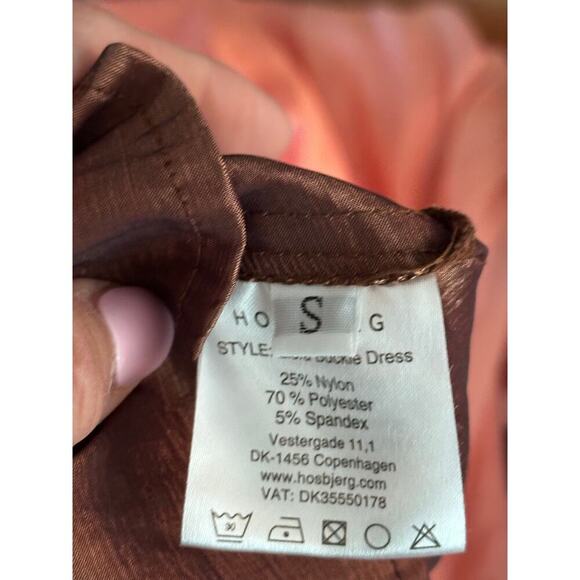 HO S G
STYLE: Buckle Dress
25% Nylon
70 % Polyester
5% Spandex
Vestergade 11,1
DK-1456 Copenhagen
www.hosbjerg.com
VAT: DK35550178
30